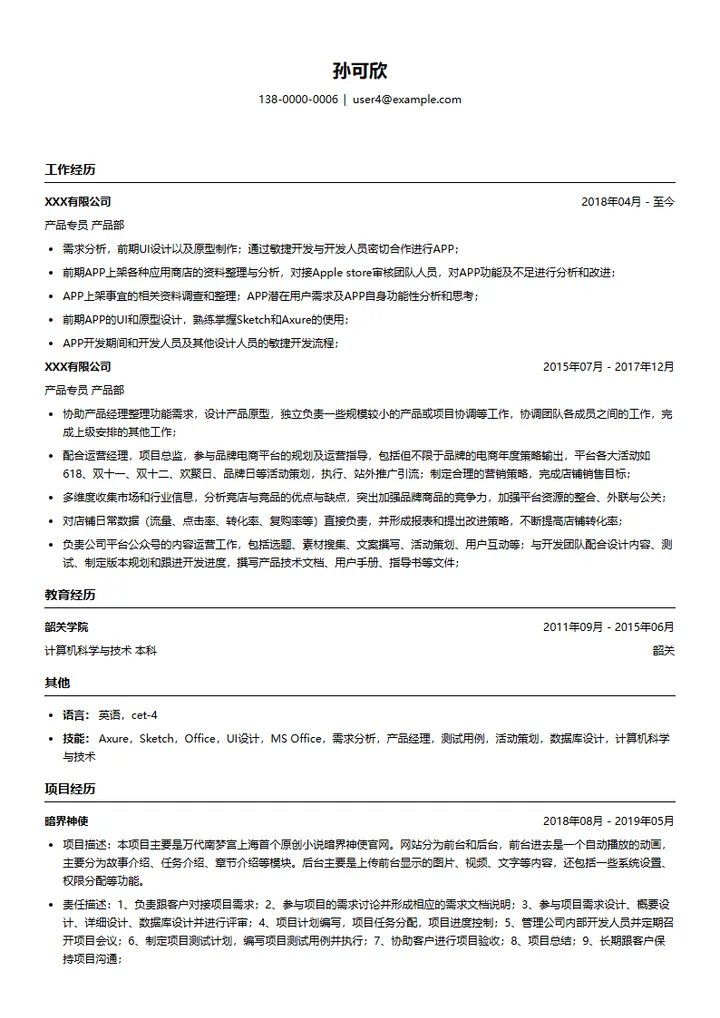 孙可欣
138-0000-0006 | user4@example.com
工作经历
XXX有限公司 2018年04月 - 至今
产品专员 产品部
• 需求分析，前期UI设计以及原型制作；通过敏捷开发与开发人员密切合作进行APP；
• 前期APP上架各种应用商店的资料整理与分析，对接Apple store审核团队人员，对APP功能及不足进行分析和改进；
• APP上架事宜的相关资料调查和整理；APP潜在用户需求及APP自身功能性分析和思考；
• 前期APP的UI和原型设计，熟练掌握Sketch和Axure的使用；
• APP开发期间和开发人员及其他设计人员的敏捷开发流程；
XXX有限公司 2015年07月 - 2017年12月
产品专员 产品部
• 协助产品经理整理功能需求，设计产品原型，独立负责一些规模较小的产品或项目协调等工作，协调团队各成员之间的工作，完
成上级安排的其他工作；
• 配合运营经理，项目总监，参与品牌电商平台的规划及运营指导，包括但不限于品牌的电商年度策略输出，平台各大活动如
618、双十一、双十二、欢聚日、品牌日等活动策划，执行、站外推广引流；制定合理的营销策略，完成店铺销售目标；
• 多维度收集市场和行业信息，分析竞店与竞品的优点与缺点，突出加强品牌商品的竞争力，加强平台资源的整合、外联与公关；
• 对店铺日常数据（流量、点击率、转化率、复购率等）直接负责，并形成报表和提出改进策略，不断提高店铺转化率；
• 负责公司平台公众号的内容运营工作，包括选题、素材搜集、文案撰写、活动策划、用户互动等；与开发团队配合设计内容、测
试、制定版本规划和跟进开发进度，撰写产品技术文档、用户手册、指导书等文件；
教育经历
韶关学院 2011年09月 - 2015年06月
计算机科学与技术 本科 韶关
其他
• 语言： 英语，cet-4
• 技能： Axure，Sketch，Office，UI设计，MS Office，需求分析，产品经理，测试用例，活动策划，数据库设计，计算机科学
与技术
项目经历
暗界神使 2018年08月 - 2019年05月
• 项目描述：本项目主要是万代南梦宫上海首个原创小说暗界神使官网。网站分为前台和后台，前台进去是一个自动播放的动画，
主要分为故事介绍、任务介绍、章节介绍等模块。后台主要是上传前台显示的图片、视频、文字等内容，还包括一些系统设置、
权限分配等功能。
• 责任描述：1、负责跟客户对接项目需求；2、参与项目的需求讨论并形成相应的需求文档说明；3、参与项目需求设计、概要设
计、详细设计、数据库设计并进行评审；4、项目计划编写，项目任务分配，项目进度控制；5、管理公司内部开发人员并定期召
开项目会议；6、制定项目测试计划，编写项目测试用例并执行；7、协助客户进行项目验收；8、项目总结；9、长期跟客户保
持项目沟通；